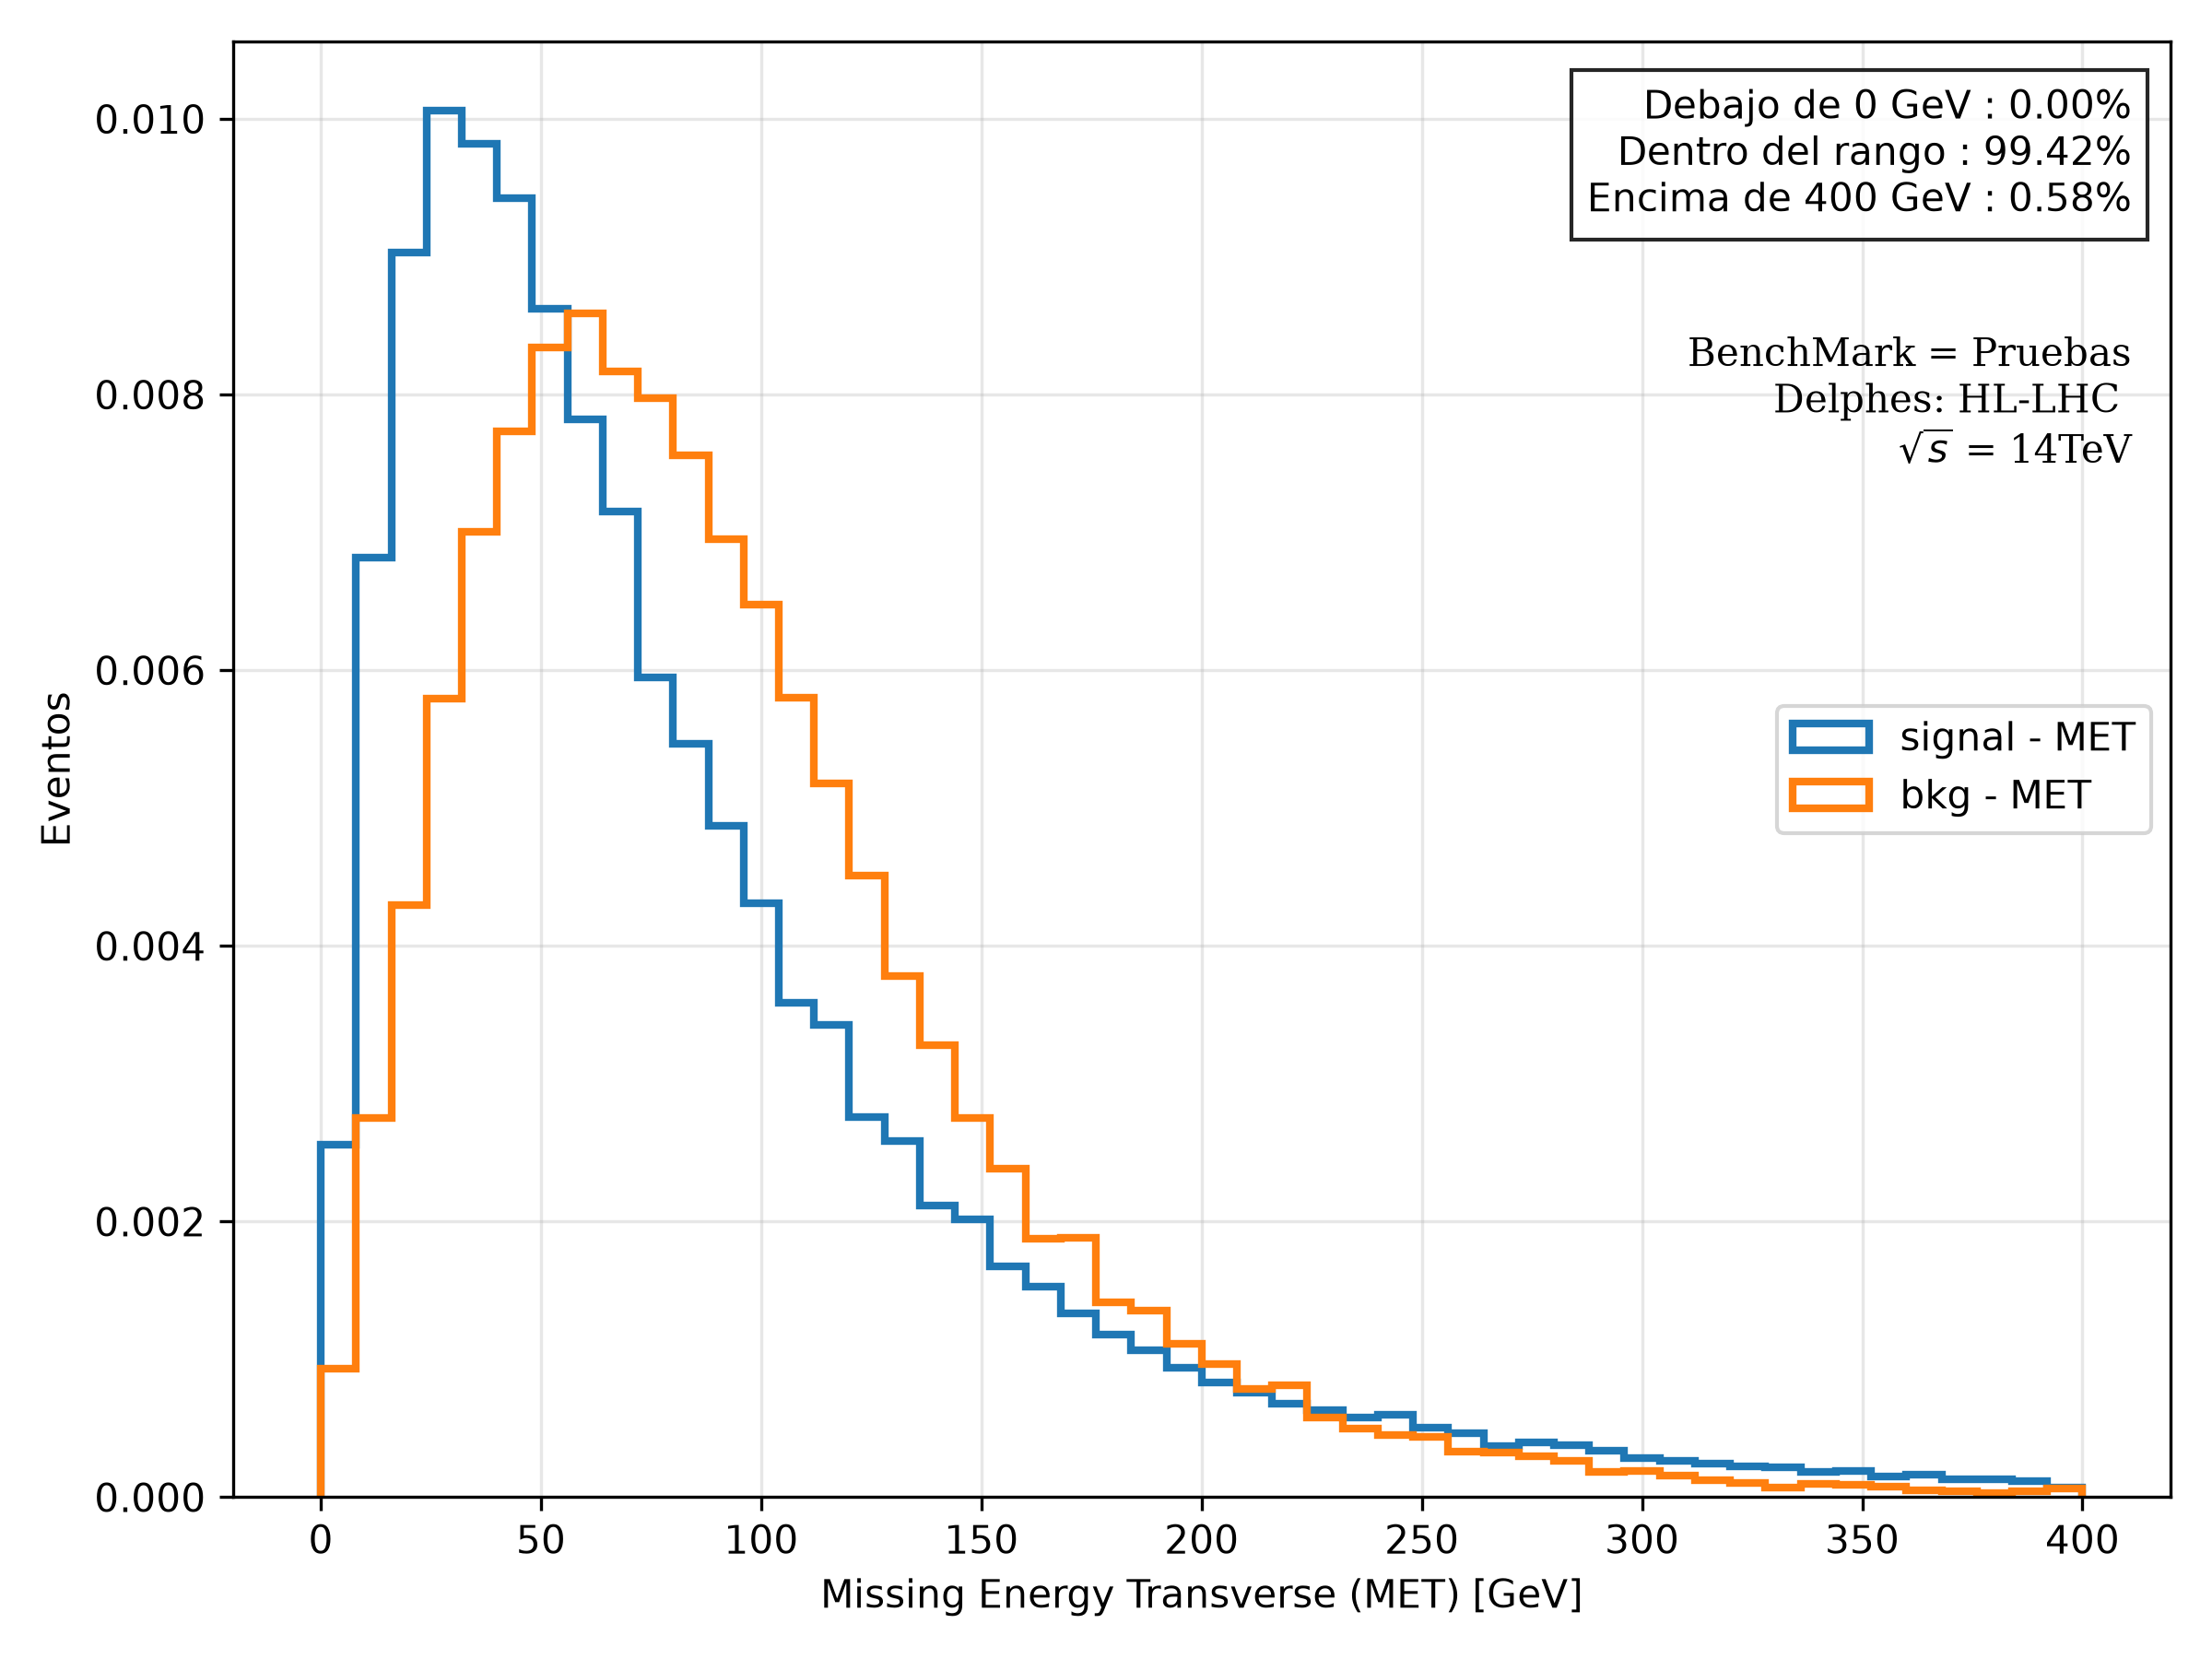 Debajo de 0 GeV : 0.00%
Dentro del rango : 99.42%
Encima de 400 GeV : 0.58%
BenchMark = Pruebas
Delphes: HL-LHC
√s = 14TeV
signal - MET
bkg - MET
Eventos
0.010
0.008
0.006
0.004
0.002
0.000
0 50 100 150 200 250 300 350 400
Missing Energy Transverse (MET) [GeV]